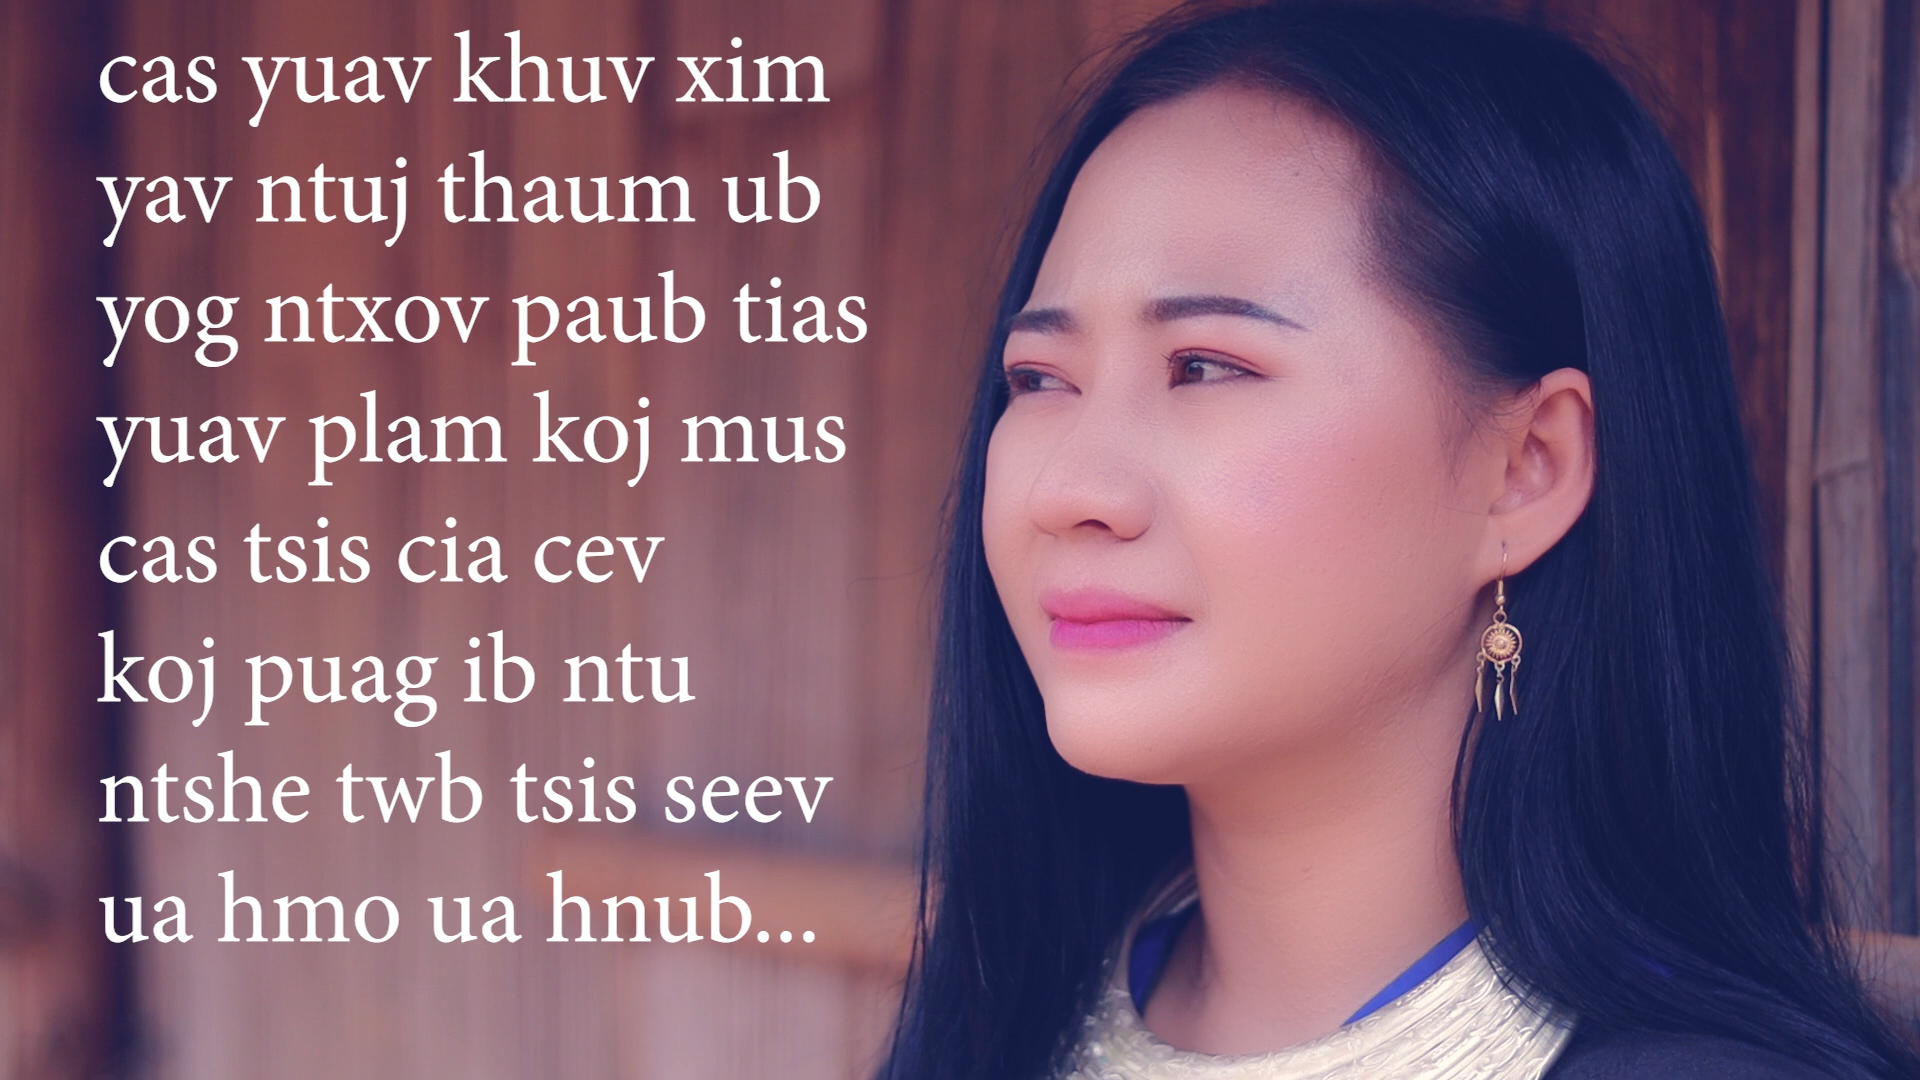 cas yuav khuv xim
yav ntuj thaum ub
yog ntxov paub tias
yuav plam koj mus
cas tsis cia cev
koj puag ib ntu
ntshe twb tsis seev
ua hmo ua hnub...